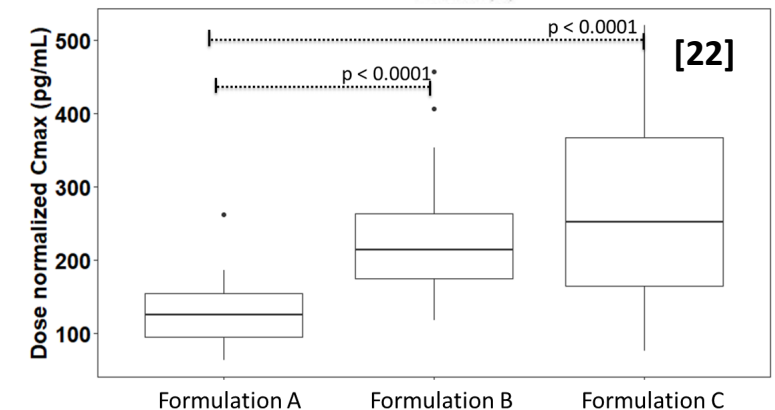 Dose normalized Cmax (pg/mL)
500
400
300
200
100
p < 0.0001
p < 0.0001
[22]
Formulation A
Formulation B
Formulation C